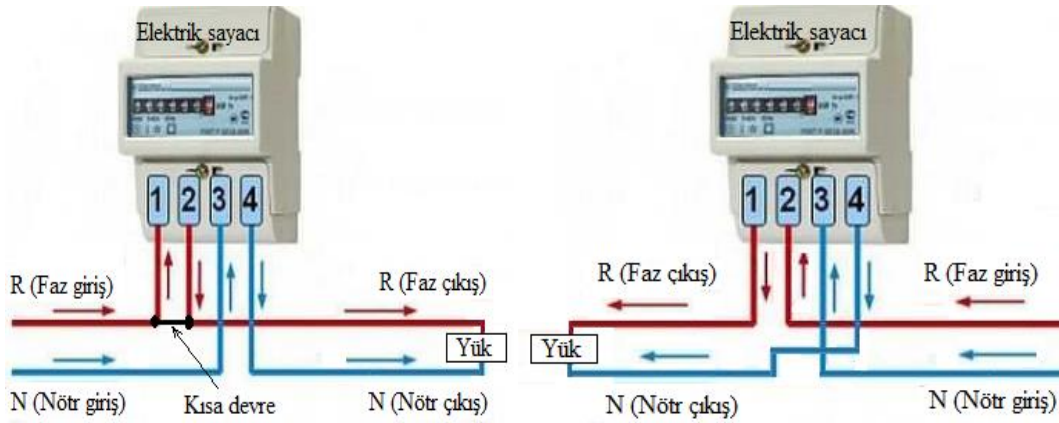 Elektrik sayacı
1 2 3 4
R (Faz giriş)
R (Faz çıkış)
Yük
N (Nötr giriş)
Kısa devre
N (Nötr çıkış)
Elektrik sayacı
1 2 3 4
R (Faz çıkış)
R (Faz giriş)
Yük
N (Nötr çıkış)
N (Nötr giriş)